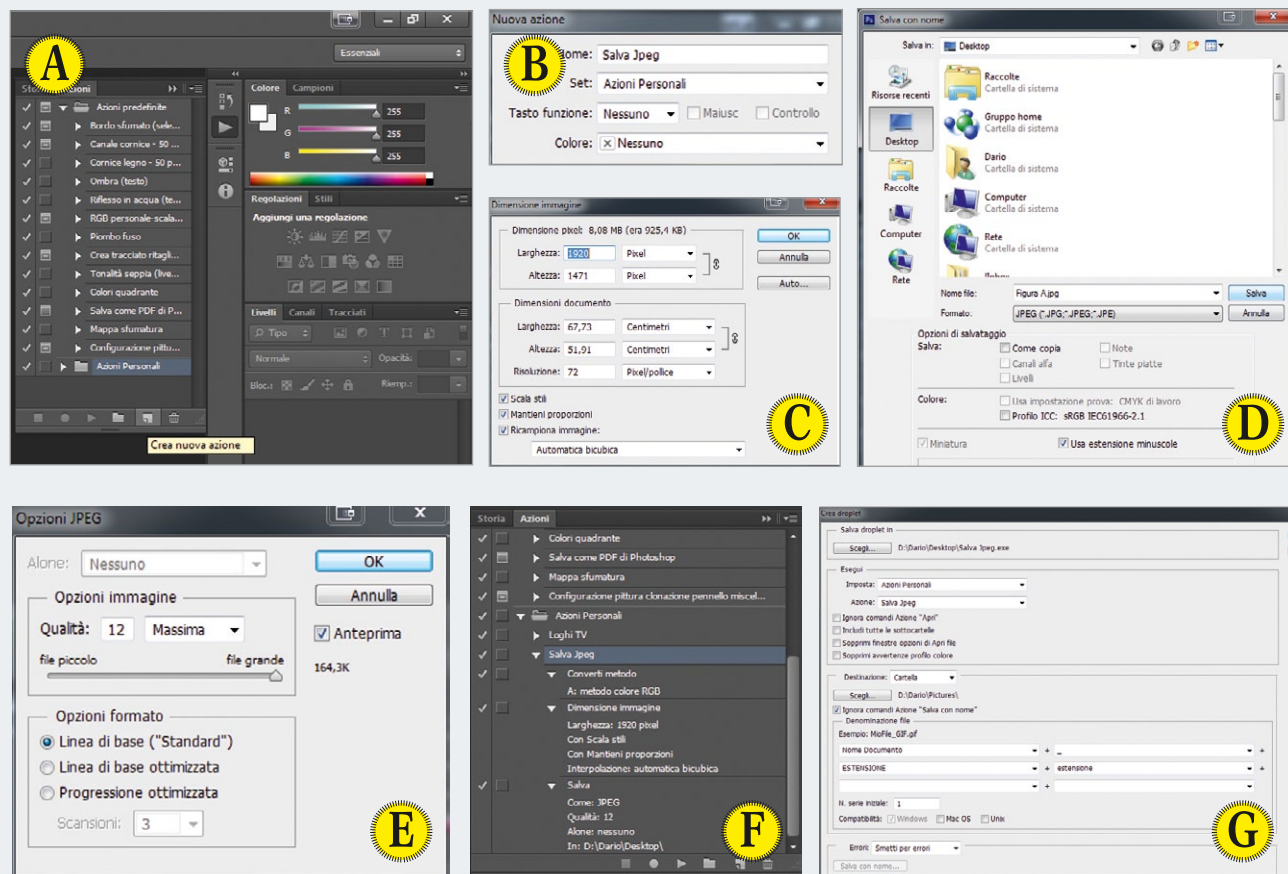 A
Essenziali
Azioni predefinite
Bordo sfumato (sele...
Canale cornice - 50 ...
Cornice legno - 50 p...
Ombra (testo)
Riflesso in acqua (te...
RGB personale-scala...
Piombo fuso
Crea tracciato ritagli...
Tonalità seppia (live...
Colori quadrante
Salva come PDF di P...
Mappa sfumatura
Configurazione pittu...
Azioni Personali
Crea nuova azione
Colore Campioni
R 255
G 255
B 255
Regolazioni Stili
Aggiungi una regolazione
Livelli Canali Tracciati
Tipo
Normale Opacità:
Bloc.: Riemp.:
Nuova azione
B
Nome: Salva Jpeg
Set: Azioni Personali
Tasto funzione: Nessuno Maiusc Controllo
Colore: Nessuno
Dimensione immagine
Dimensione pixel: 8,08 MB (era 925,4 KB)
Larghezza: 1920 Pixel
Altezza: 1471 Pixel
OK
Annulla
Auto...
Dimensioni documento
Larghezza: 67,73 Centimetri
Altezza: 51,91 Centimetri
Risoluzione: 72 Pixel/pollice
Scala stili
Mantieni proporzioni
Ricampiona immagine:
Automatica bicubica
C
Ps Salva con nome
Salva in: Desktop
Risorse recenti
Desktop
Raccolte
Computer
Rete
Raccolte
Cartella di sistema
Gruppo home
Cartella di sistema
Dario
Cartella di sistema
Computer
Cartella di sistema
Rete
Cartella di sistema
Nome file: Figura A.jpg Salva
Formato: JPEG (*.JPG;*.JPEG;*.JPE) Annulla
Opzioni di salvataggio
Salva: Come copia Note
Canali alfa Tinte piatte
Livelli
Colore: Usa impostazione prova: CMYK di lavoro
Profilo ICC: sRGB IEC61966-2.1
Miniatura Usa estensione minuscole
D
Opzioni JPEG
Alone: Nessuno
OK
Annulla
Anteprima
164,3K
Opzioni immagine
Qualità: 12 Massima
file piccolo file grande
Opzioni formato
Linea di base ("Standard")
Linea di base ottimizzata
Progressione ottimizzata
Scansioni: 3
E
Storia Azioni
Colori quadrante
Salva come PDF di Photoshop
Mappa sfumatura
Configurazione pittura clonazione pennello miscel...
Azioni Personali
Loghi TV
Salva Jpeg
Converti metodo
A: metodo colore RGB
Dimensione immagine
Larghezza: 1920 pixel
Con Scala stili
Con Mantieni proporzioni
Interpolazione: automatica bicubica
Salva
Come: JPEG
Qualità: 12
Alone: nessuno
In: D:\Dario\Desktop\
F
Crea droplet
Salva droplet in
Scegli... D:\Dario\Desktop\Salva Jpeg.exe
Esegui
Imposta: Azioni Personali
Azione: Salva Jpeg
Ignora comandi Azione "Apri"
Includi tutte le sottocartelle
Sopprimi finestre opzioni di Apri file
Sopprimi avvertenze profilo colore
Destinazione: Cartella
Scegli... D:\Dario\Pictures\
Ignora comandi Azione "Salva con nome"
Denominazione file
Esempio: MioFile_GIF.gif
Nome Documento + _ +
ESTENSIONE + estensione +
+
N. serie iniziale: 1
Compatibilità: Windows Mac OS Unix
Errori: Smetti per errori
Salva con nome...
G